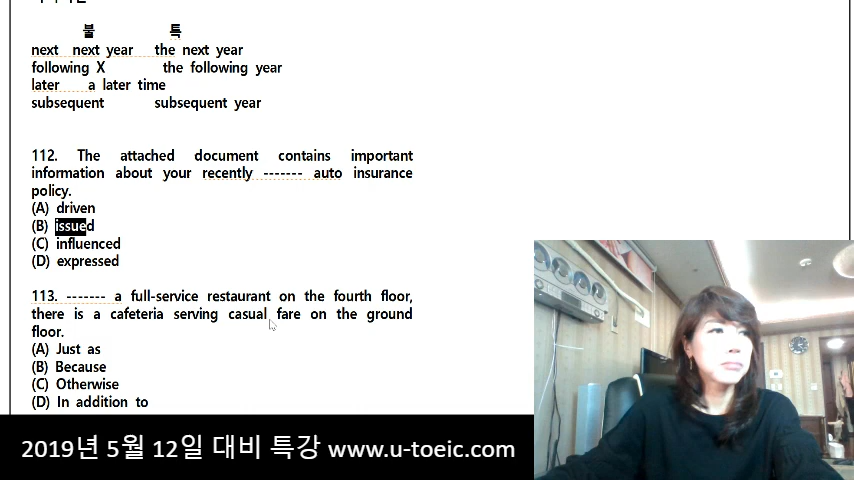 불 특
next next year the next year
following X the following year
later a later time
subsequent subsequent year
112. The attached document contains important
information about your recently ------- auto insurance
policy.
(A) driven
(B) issued
(C) influenced
(D) expressed
113. ------- a full-service restaurant on the fourth floor,
there is a cafeteria serving casual fare on the ground
floor.
(A) Just as
(B) Because
(C) Otherwise
(D) In addition to
2019년 5월 12일 대비 특강 www.u-toeic.com